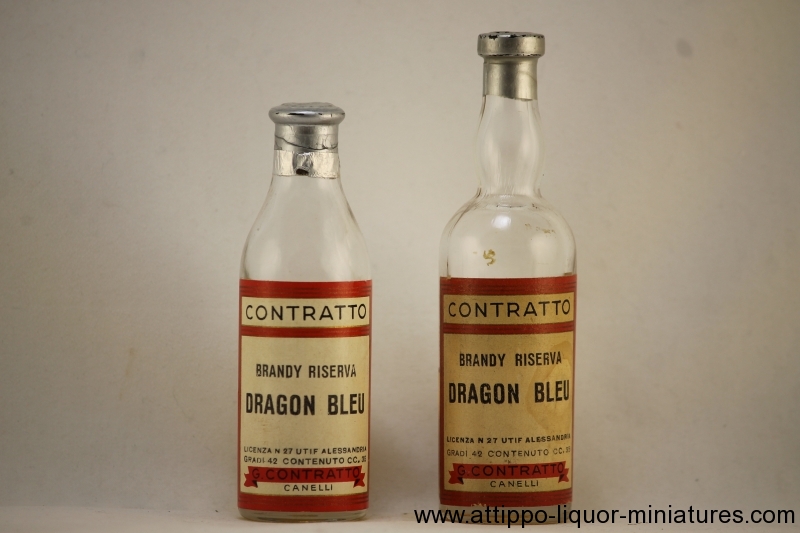 CONTRATTO
BRANDY RISERVA
DRAGON BLEU
LICENZA N 27 UTIF ALESSANDRIA
GRADI 42 CONTENUTO CC.
G. CONTRATTO
CANELLI
CONTRATTO
BRANDY RISERVA
DRAGON BLEU
LICENZA N 27 UTIF ALESSANDRIA
GRADI 42 CONTENUTO CC.
G. CONTRATTO
CANELLI
www.attippo-liquor-miniatures.com